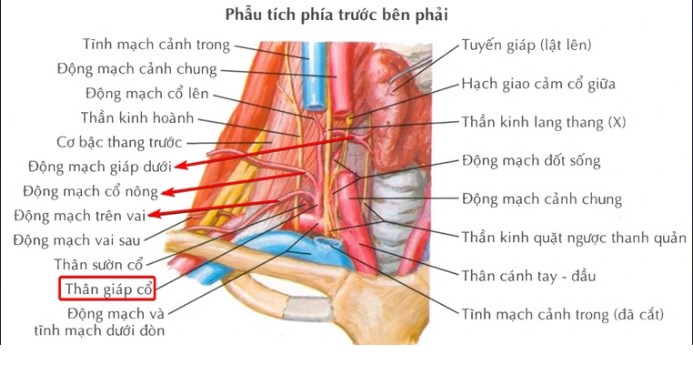 Phẫu tích phía trước bên phải
Tĩnh mạch cảnh trong
Động mạch cảnh chung
Động mạch cổ lên
Thần kinh hoành
Cơ bậc thang trước
Động mạch giáp dưới
Động mạch cổ nông
Động mạch trên vai
Động mạch vai sau
Thân sườn cổ
Thân giáp cổ
Động mạch và
tĩnh mạch dưới đòn
Tuyến giáp (lật lên)
Hạch giao cảm cổ giữa
Thần kinh lang thang (X)
Động mạch đốt sống
Động mạch cảnh chung
Thần kinh quặt ngược thanh quản
Thân cánh tay - đầu
Tĩnh mạch cảnh trong (đã cắt)